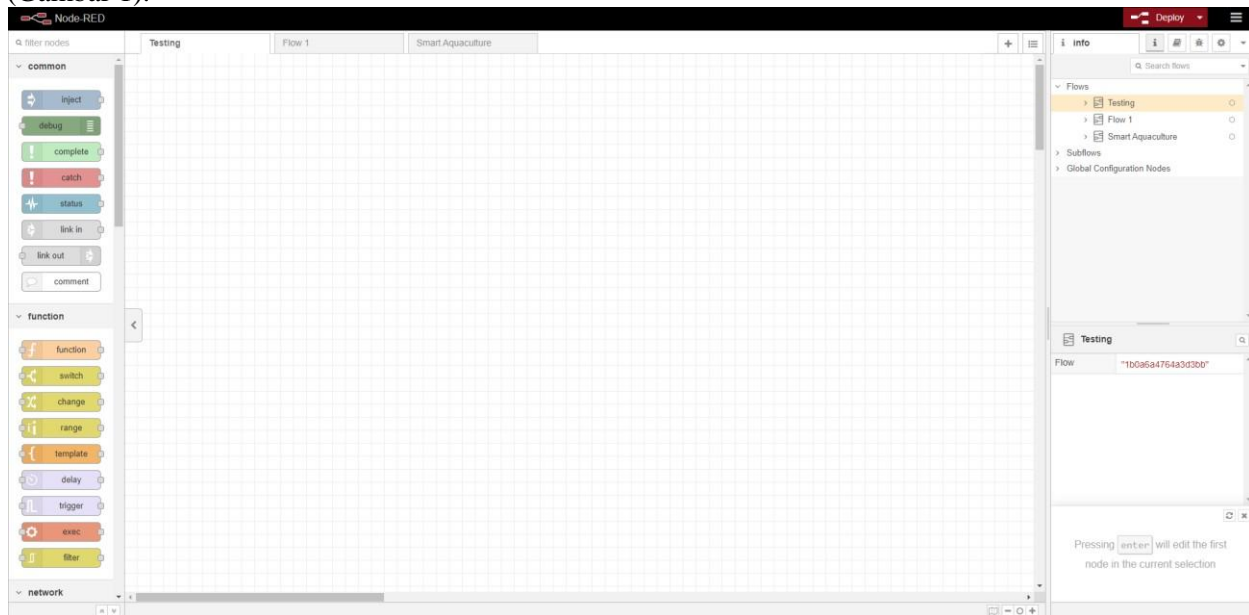 (Gambar 1).
Node-RED
Deploy
filter nodes
Testing
Flow 1
Smart Aquaculture
info
Search flows
common
inject
debug
complete
catch
status
link in
link out
comment
function
function
switch
change
range
template
delay
trigger
exec
filter
network
Flows
Testing
Flow 1
Smart Aquaculture
Subflows
Global Configuration Nodes
Testing
Flow "1b0a6a4764a3d3bb"
Pressing enter will edit the first
node in the current selection